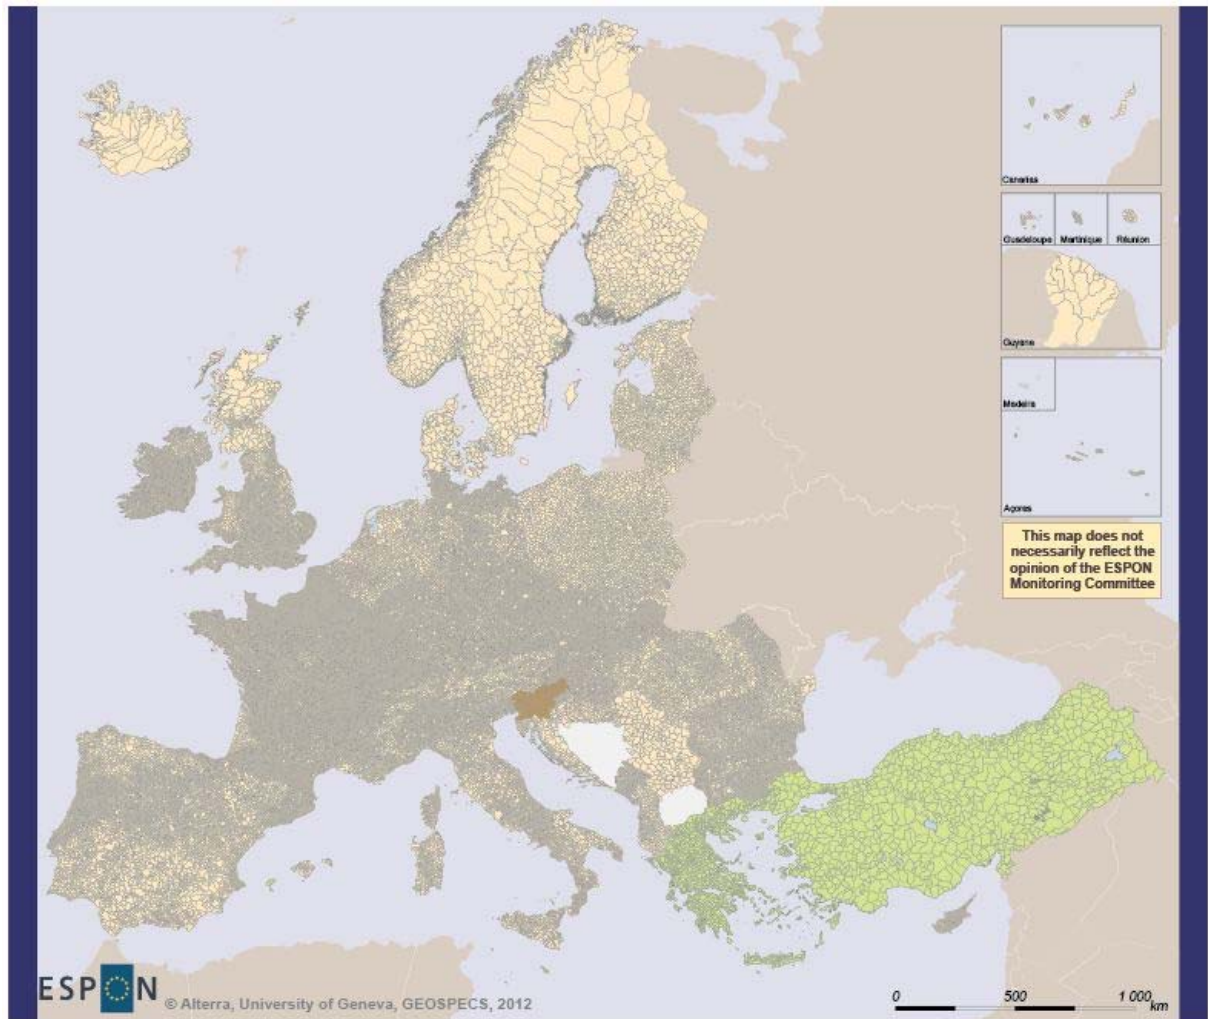 Canarias
Guadeloupe
Martinique
Réunion
Guyane
Madeira
Açores
This map does not
necessarily reflect the
opinion of the ESPON
Monitoring Committee
ESPON
© Alterra, University of Geneva, GEOSPECS, 2012
0 500 1 000
km